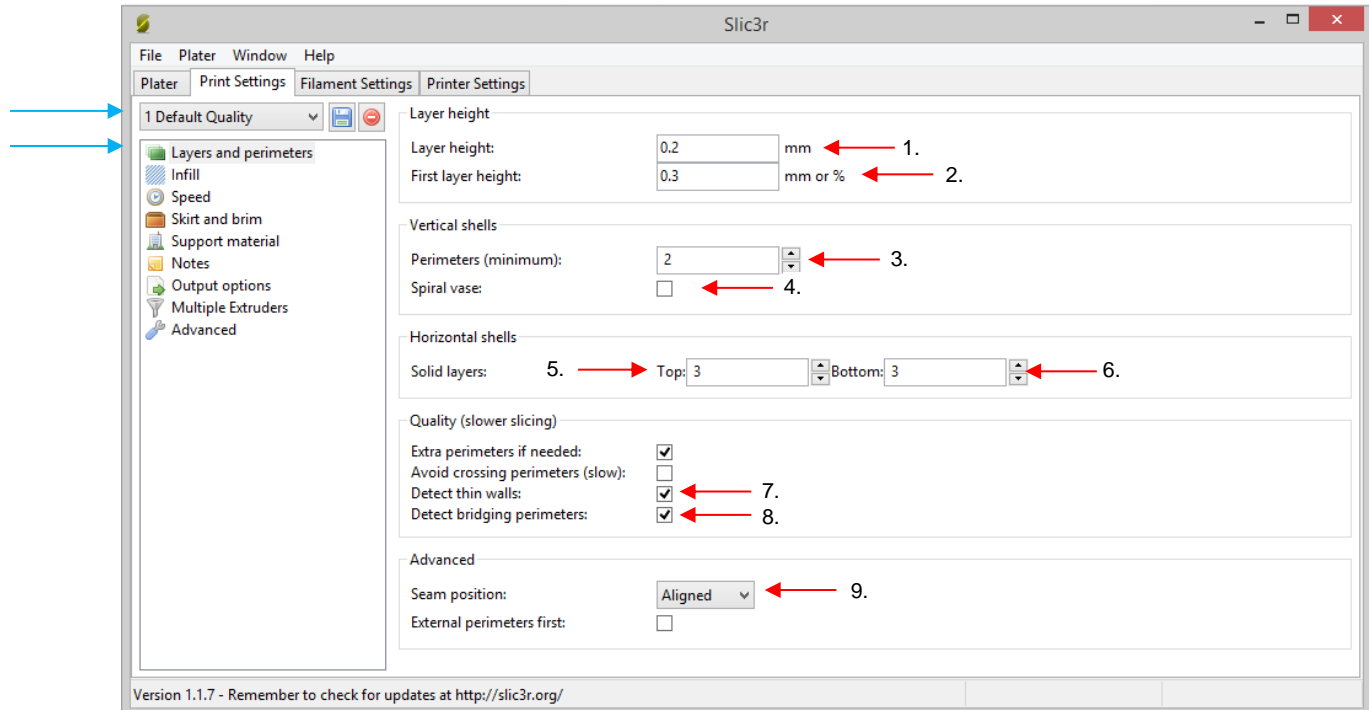 Slic3r
File Plater Window Help
Plater Print Settings Filament Settings Printer Settings
1 Default Quality
Layers and perimeters
Infill
Speed
Skirt and brim
Support material
Notes
Output options
Multiple Extruders
Advanced
Layer height
Layer height: 0.2 mm 1.
First layer height: 0.3 mm or % 2.
Vertical shells
Perimeters (minimum): 2 3.
Spiral vase: 4.
Horizontal shells
Solid layers: 5. Top: 3 Bottom: 3 6.
Quality (slower slicing)
Extra perimeters if needed:
Avoid crossing perimeters (slow):
Detect thin walls: 7.
Detect bridging perimeters: 8.
Advanced
Seam position: Aligned 9.
External perimeters first:
Version 1.1.7 - Remember to check for updates at http://slic3r.org/